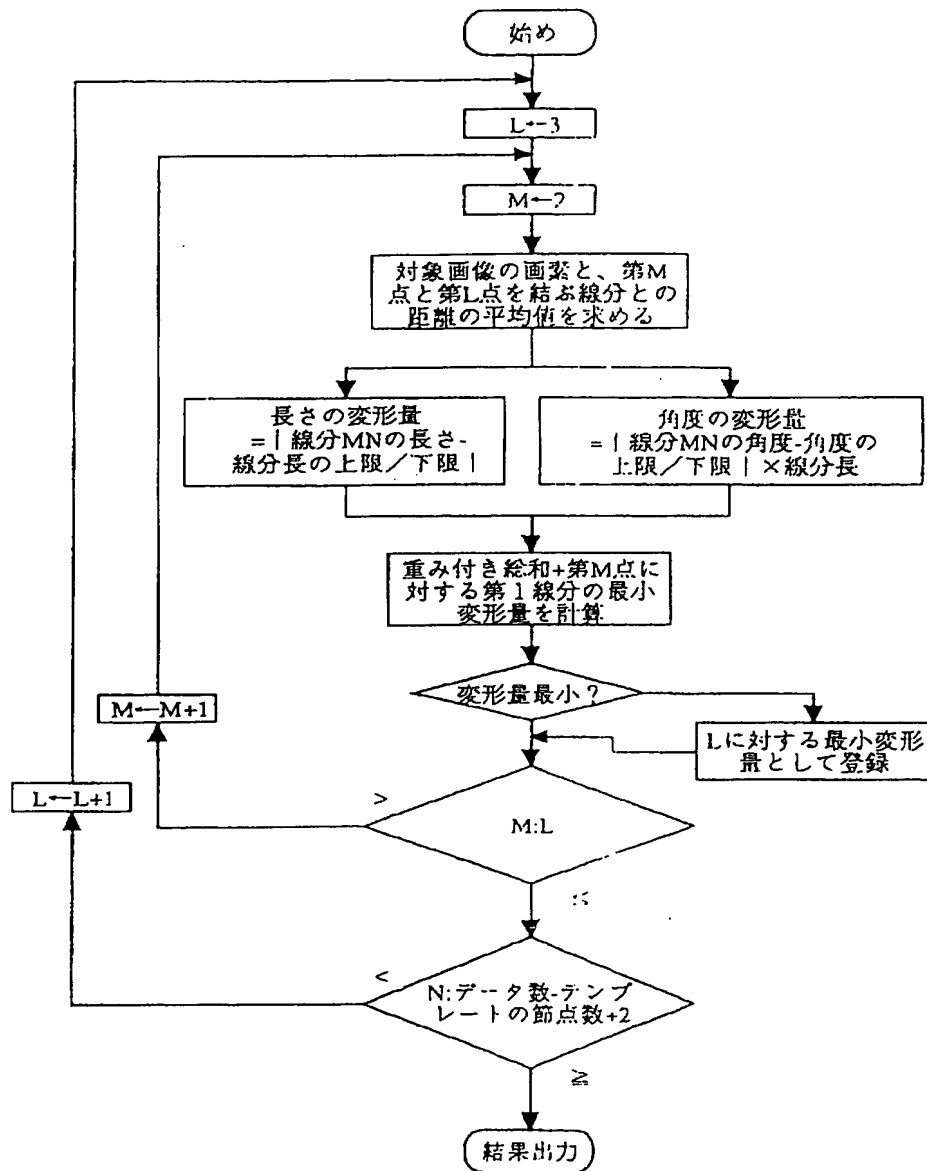 始め
L←3
M←2
対象画像の画素と、第M
点と第L点を結ぶ線分との
距離の平均値を求める
長さの変形量
=|線分MNの長さ-
線分長の上限/下限|
角度の変形量
=|線分MNの角度-角度の
上限/下限|×線分長
重み付き総和+第M点に
対する第1線分の最小
変形量を計算
変形量最小?
M←M+1
Lに対する最小変形
量として登録
L←L+1
>
M:L
≦
<
N:データ数-テンプ
レートの節点数+2
≧
結果出力